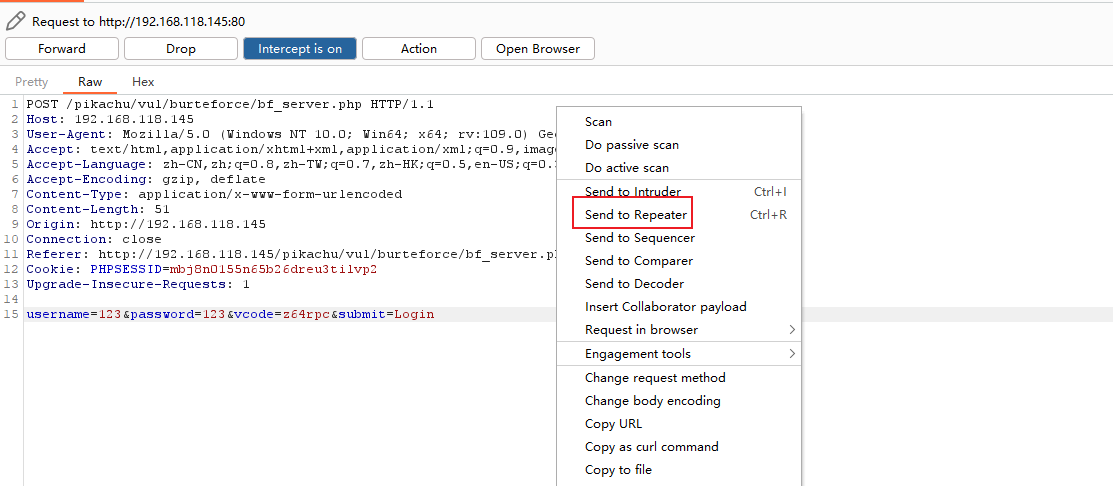 Request to http://192.168.118.145:80
Forward Drop Intercept is on Action Open Browser
Pretty Raw Hex
1 POST /pikachu/vul/burteforce/bf_server.php HTTP/1.1
2 Host: 192.168.118.145
3 User-Agent: Mozilla/5.0 (Windows NT 10.0; Win64; x64; rv:109.0)
4 Accept: text/html,application/xhtml+xml,application/xml;q=0.9,
5 Accept-Language: zh-CN,zh;q=0.8,zh-TW;q=0.7,zh-HK;q=0.5,en-US;
6 Accept-Encoding: gzip, deflate
7 Content-Type: application/x-www-form-urlencoded
8 Content-Length: 51
9 Origin: http://192.168.118.145
10 Connection: close
11 Referer: http://192.168.118.145/pikachu/vul/burteforce/bf_server.
12 Cookie: PHPSESSID=mbj8n0155n65b26dreu3tilvp2
13 Upgrade-Insecure-Requests: 1
14
15 username=123&password=123&vcode=z64rpc&submit=Login
Scan
Do passive scan
Do active scan
Send to Intruder Ctrl+I
Send to Repeater Ctrl+R
Send to Sequencer
Send to Comparer
Send to Decoder
Insert Collaborator payload
Request in browser
Engagement tools
Change request method
Change body encoding
Copy URL
Copy as curl command
Copy to file